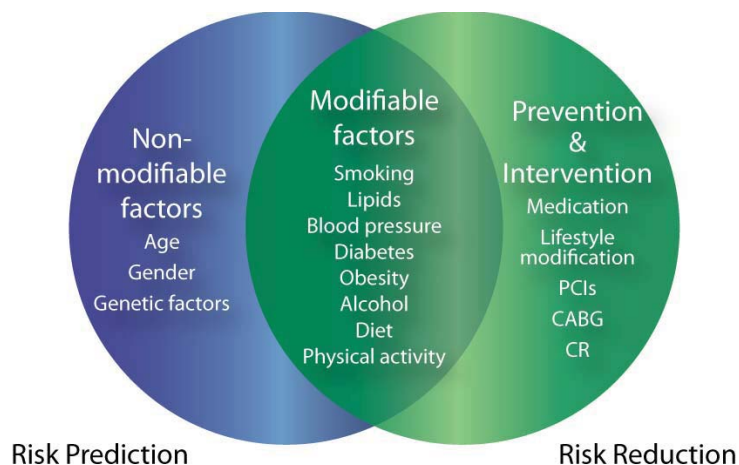 Non-
modifiable
factors
Age
Gender
Genetic factors
Modifiable
factors
Smoking
Lipids
Blood pressure
Diabetes
Obesity
Alcohol
Diet
Physical activity
Prevention
&
Intervention
Medication
Lifestyle
modification
PCIs
CABG
CR
Risk Prediction
Risk Reduction